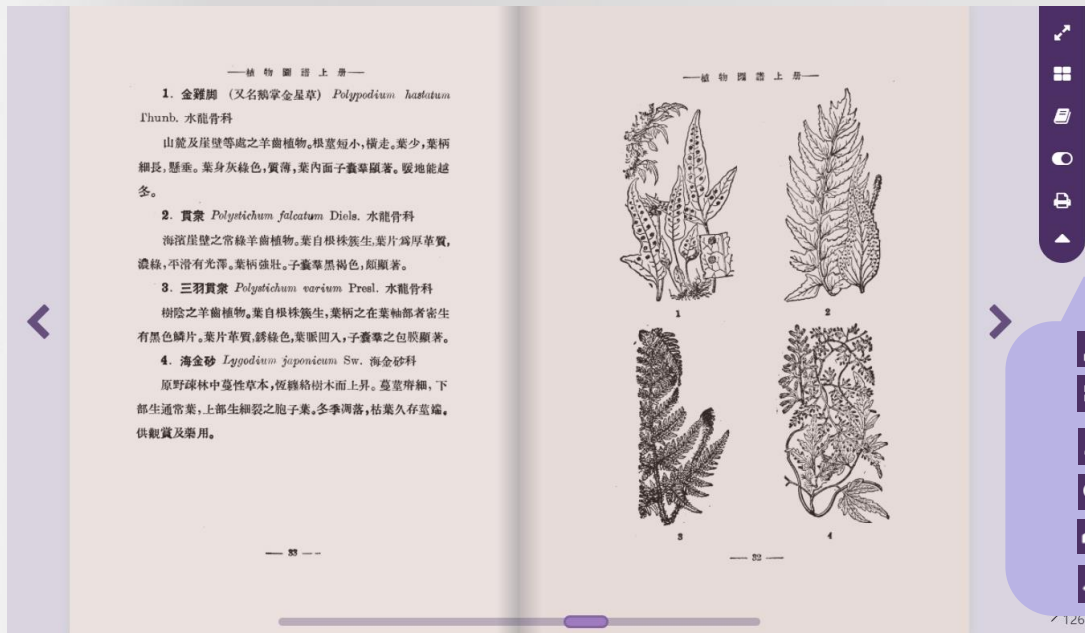 —植物圖譜上册—
1. 金雞脚 (又名鵝掌金星草) Polypodium hastatum
Thunb. 水龍骨科
山麓及崖壁等處之羊齒植物。根莖短小,橫走。葉少,葉柄
細長,懸垂。葉身灰綠色,質薄,葉內面子囊羣顯著。暖地能越
冬。
2. 貫衆 Polystichum falcatum Diels. 水龍骨科
海濱崖壁之常綠羊齒植物。葉自根株簇生,葉片爲厚革質,
濃綠,平滑有光澤。葉柄強壯。子囊羣黑褐色,頗顯著。
3. 三羽貫衆 Polystichum varium Presl. 水龍骨科
樹陰之羊齒植物。葉自根株簇生,葉柄之在葉軸部者密生
有黑色鱗片。葉片革質,銹綠色,葉脈凹入,子囊羣之包膜顯著。
4. 海金砂 Lygodium japonicum Sw. 海金砂科
原野疎林中蔓性草本,恆纏絡樹木而上昇。蔓莖瘠細,下
部生通常葉,上部生細裂之胞子葉。冬季凋落,枯葉久存莖端。
供觀賞及藥用。
— 33 —
—植物圖譜上册—
1
2
3
4
— 32 —
/ 126